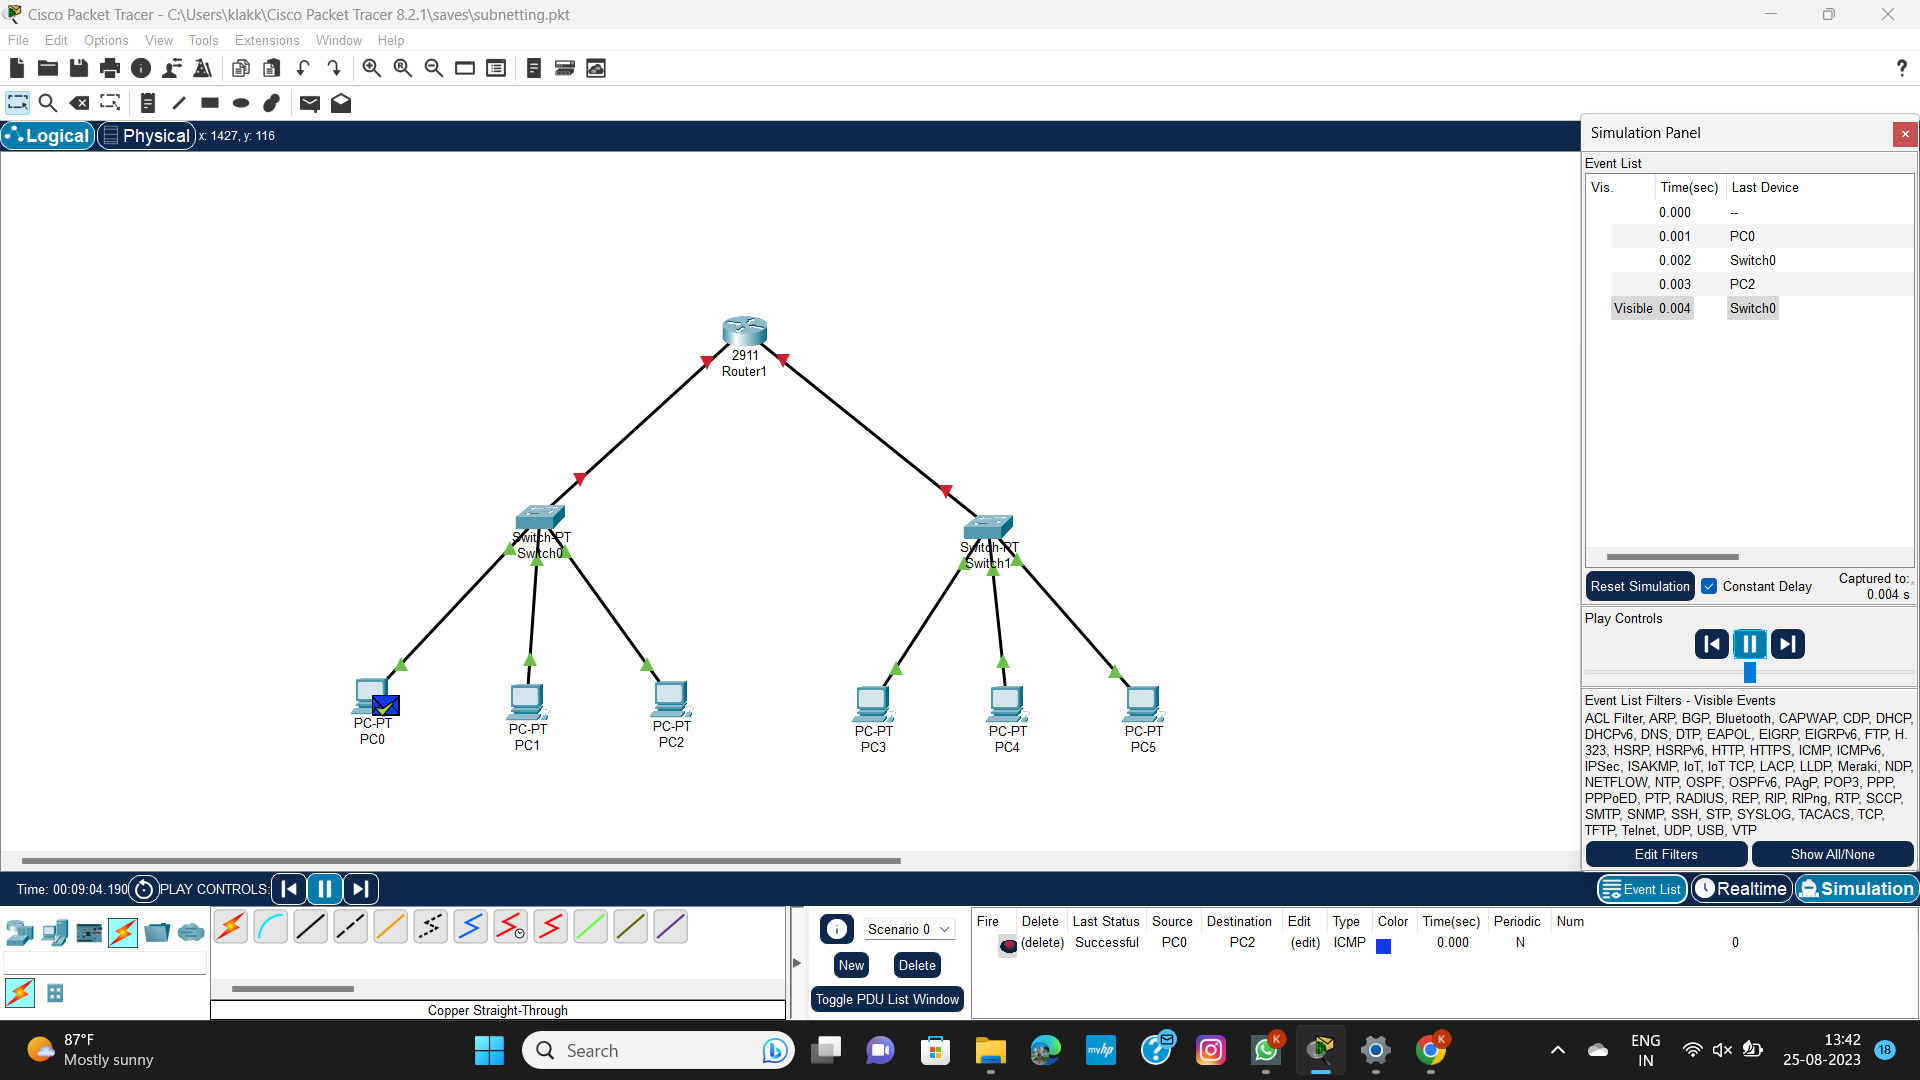 Cisco Packet Tracer - C:\Users\klakk\Cisco Packet Tracer 8.2.1\saves\subnetting.pkt
File Edit Options View Tools Extensions Window Help
?
Logical Physical x: 1427, y: 116
Simulation Panel
Event List
Vis. Time(sec) Last Device
0.000 --
0.001 PC0
0.002 Switch0
0.003 PC2
Visible 0.004 Switch0
2911
Router1
Switch-PT
Switch0
Switch-PT
Switch1
PC-PT
PC0
PC-PT
PC1
PC-PT
PC2
PC-PT
PC3
PC-PT
PC4
PC-PT
PC5
Reset Simulation Constant Delay Captured to:
0.004 s
Play Controls
Event List Filters - Visible Events
ACL Filter, ARP, BGP, Bluetooth, CAPWAP, CDP, DHCP,
DHCPv6, DNS, DTP, EAPOL, EIGRP, EIGRPv6, FTP, H.
323, HSRP, HSRPv6, HTTP, HTTPS, ICMP, ICMPv6,
IPSec, ISAKMP, IoT, IoT TCP, LACP, LLDP, Meraki, NDP,
NETFLOW, NTP, OSPF, OSPFv6, PAgP, POP3, PPP,
PPPoED, PTP, RADIUS, REP, RIP, RIPng, RTP, SCCP,
SMTP, SNMP, SSH, STP, SYSLOG, TACACS, TCP,
TFTP, Telnet, UDP, USB, VTP
Edit Filters Show All/None
Time: 00:09:04.190 PLAY CONTROLS:
Event List Realtime Simulation
Scenario 0
New Delete
Toggle PDU List Window
Fire Delete Last Status Source Destination Edit Type Color Time(sec) Periodic Num
(delete) Successful PC0 PC2 (edit) ICMP 0.000 N 0
Copper Straight-Through
87°F
Mostly sunny
Search
myhp
K
K
ENG
IN
13:42
25-08-2023
18